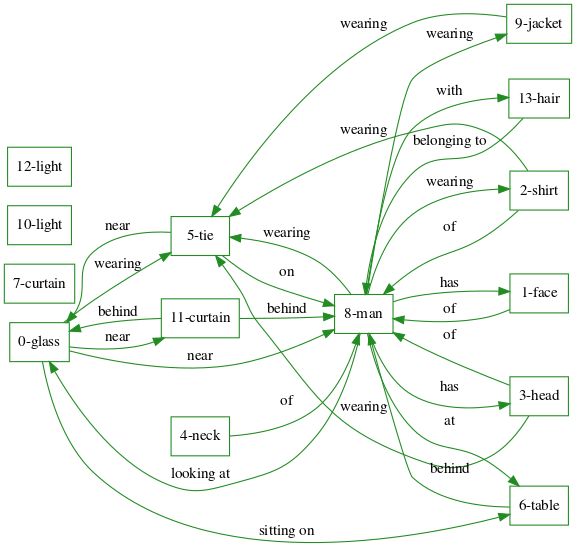 wearing
9-jacket
wearing
with
13-hair
wearing
belonging to
12-light
wearing
2-shirt
10-light
near
wearing
of
5-tie
wearing
on
7-curtain
has
1-face
behind
11-curtain
behind
8-man
of
0-glass
near
near
of
has
3-head
of
wearing
at
4-neck
looking at
behind
6-table
sitting on